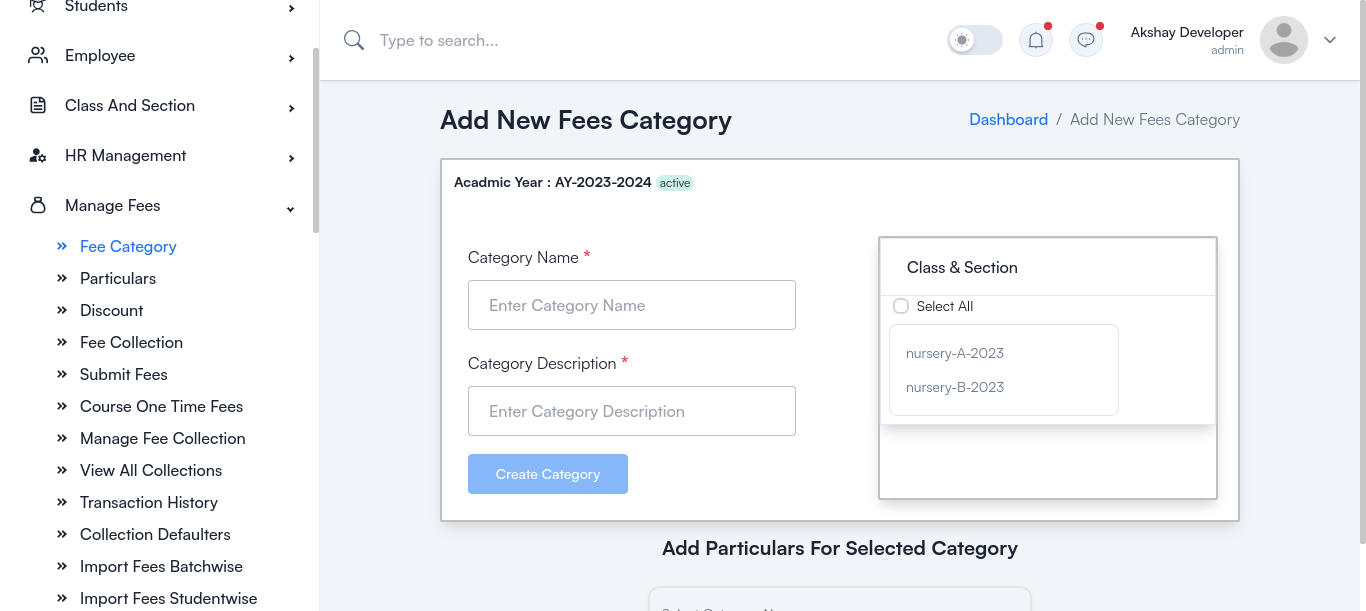 Students
Employee
Class And Section
HR Management
Manage Fees
Fee Category
Particulars
Discount
Fee Collection
Submit Fees
Course One Time Fees
Manage Fee Collection
View All Collections
Transaction History
Collection Defaulters
Import Fees Batchwise
Import Fees Studentwise
Type to search...
Akshay Developer
admin
Add New Fees Category
Dashboard / Add New Fees Category
Acadmic Year : AY-2023-2024 active
Category Name *
Enter Category Name
Category Description *
Enter Category Description
Create Category
Class & Section
Select All
nursery-A-2023
nursery-B-2023
Add Particulars For Selected Category